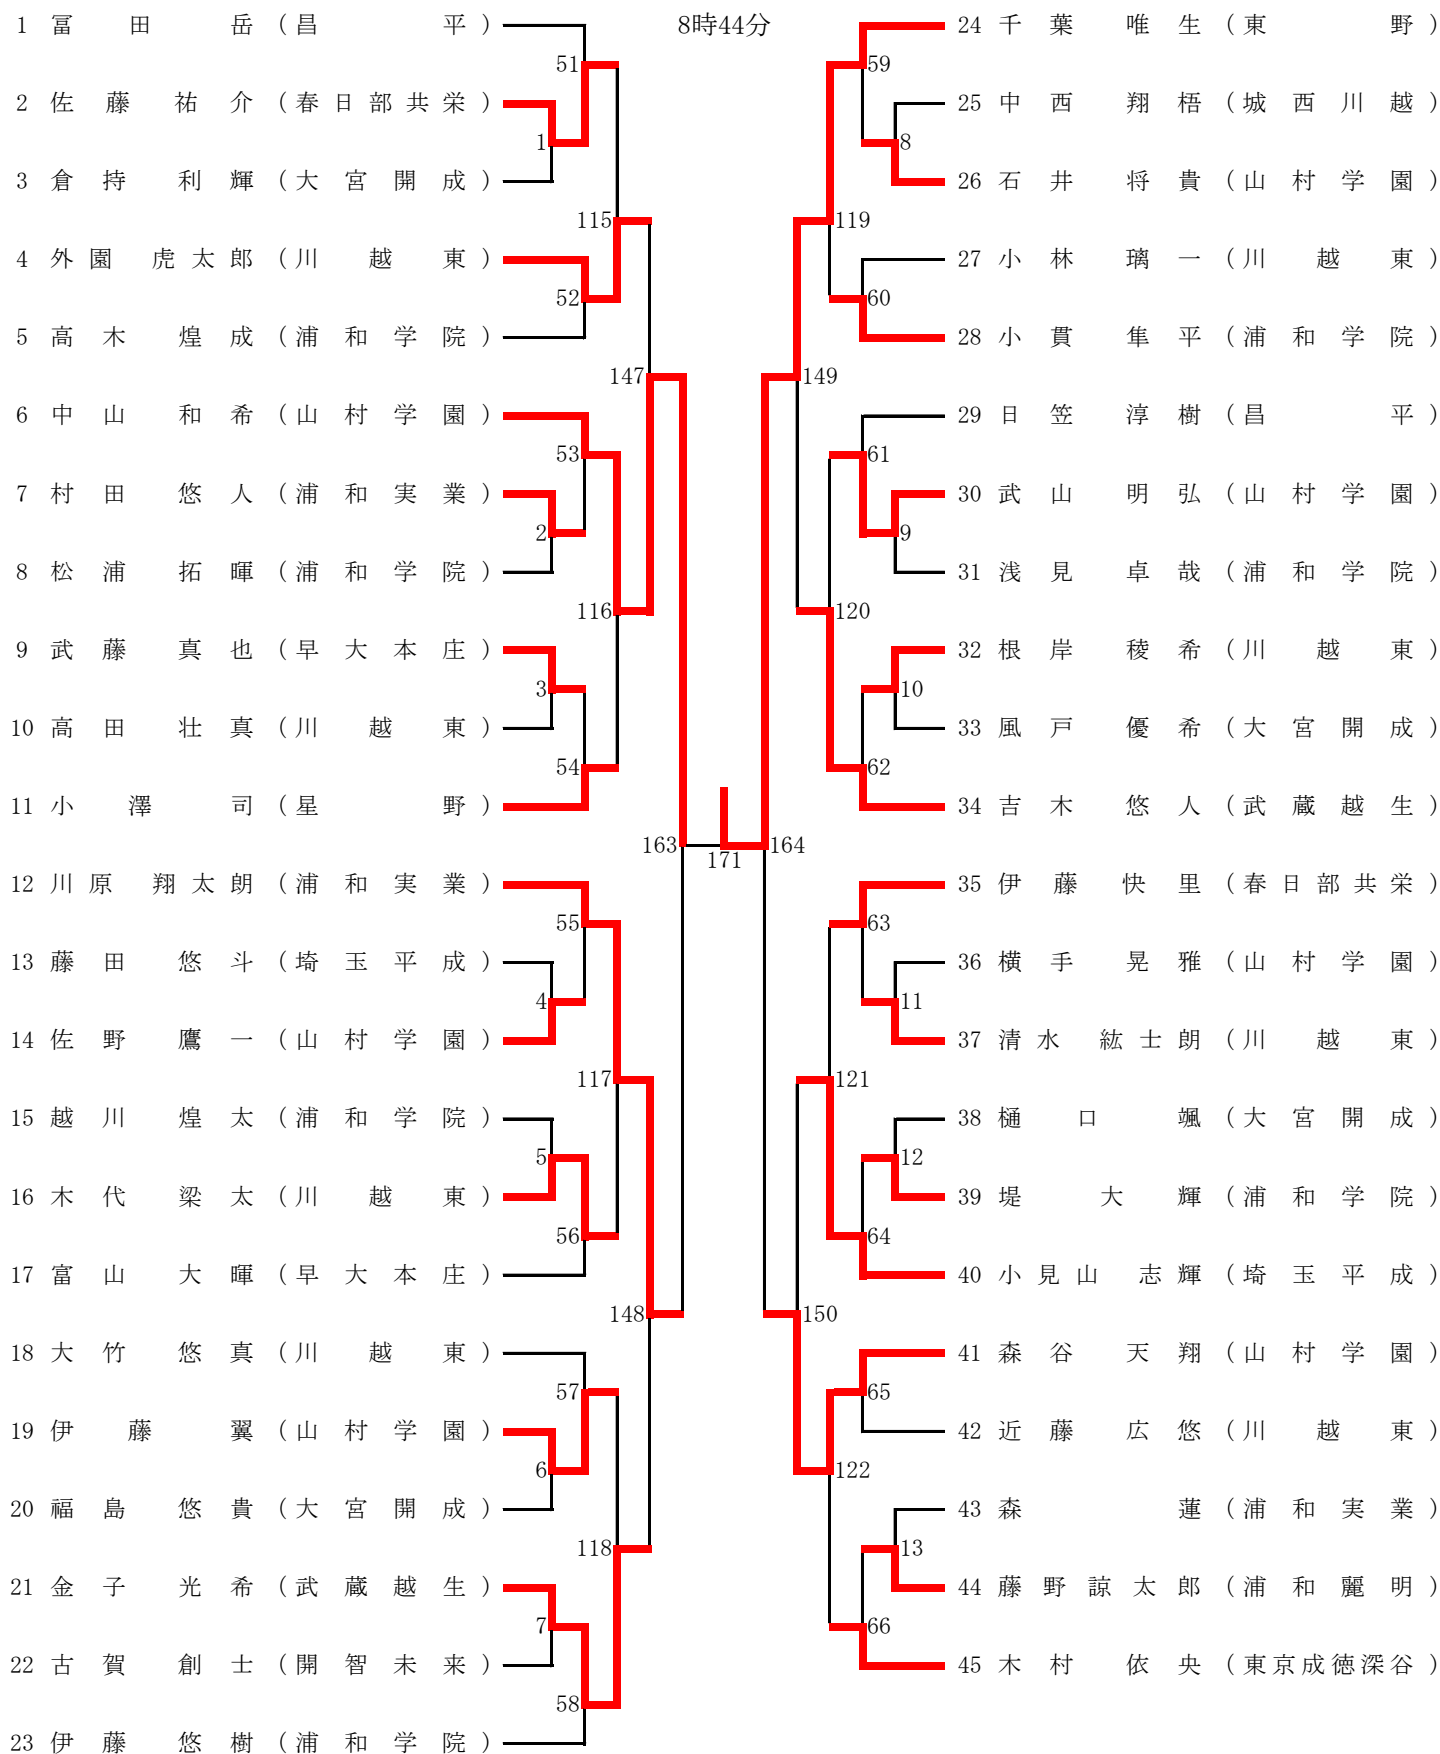 8時44分
1 冨田 岳 (昌平)
2 佐藤 祐介 (春日部共栄)
3 倉持 利輝 (大宮開成)
4 外園 虎太郎 (川越東)
5 高木 煌成 (浦和学院)
6 中山 和希 (山村学園)
7 村田 悠人 (浦和実業)
8 松浦 拓暉 (浦和学院)
9 武藤 真也 (早大本庄)
10 高田 壮真 (川越東)
11 小澤 司 (星野)
12 川原 翔太朗 (浦和実業)
13 藤田 悠斗 (埼玉平成)
14 佐野 鷹一 (山村学園)
15 越川 煌太 (浦和学院)
16 木代 梁太 (川越東)
17 富山 大暉 (早大本庄)
18 大竹 悠真 (川越東)
19 伊藤 翼 (山村学園)
20 福島 悠貴 (大宮開成)
21 金子 光希 (武蔵越生)
22 古賀 創士 (開智未来)
23 伊藤 悠樹 (浦和学院)
51
1
115
52
147
53
2
116
3
54
163
55
4
117
5
56
148
57
6
118
7
58
171
59
8
119
60
149
61
9
120
10
62
164
63
11
121
12
64
150
65
122
13
66
24 千葉 唯生 (東野)
25 中西 翔梧 (城西川越)
26 石井 将貴 (山村学園)
27 小林 璃一 (川越東)
28 小貫 隼平 (浦和学院)
29 日笠 淳樹 (昌平)
30 武山 明弘 (山村学園)
31 浅見 卓哉 (浦和学院)
32 根岸 稜希 (川越東)
33 風戸 優希 (大宮開成)
34 吉木 悠人 (武蔵越生)
35 伊藤 快里 (春日部共栄)
36 横手 晃雅 (山村学園)
37 清水 紘士朗 (川越東)
38 樋口 颯 (大宮開成)
39 堤 大輝 (浦和学院)
40 小見山 志輝 (埼玉平成)
41 森谷 天翔 (山村学園)
42 近藤 広悠 (川越東)
43 森 蓮 (浦和実業)
44 藤野 諒太郎 (浦和麗明)
45 木村 依央 (東京成徳深谷)